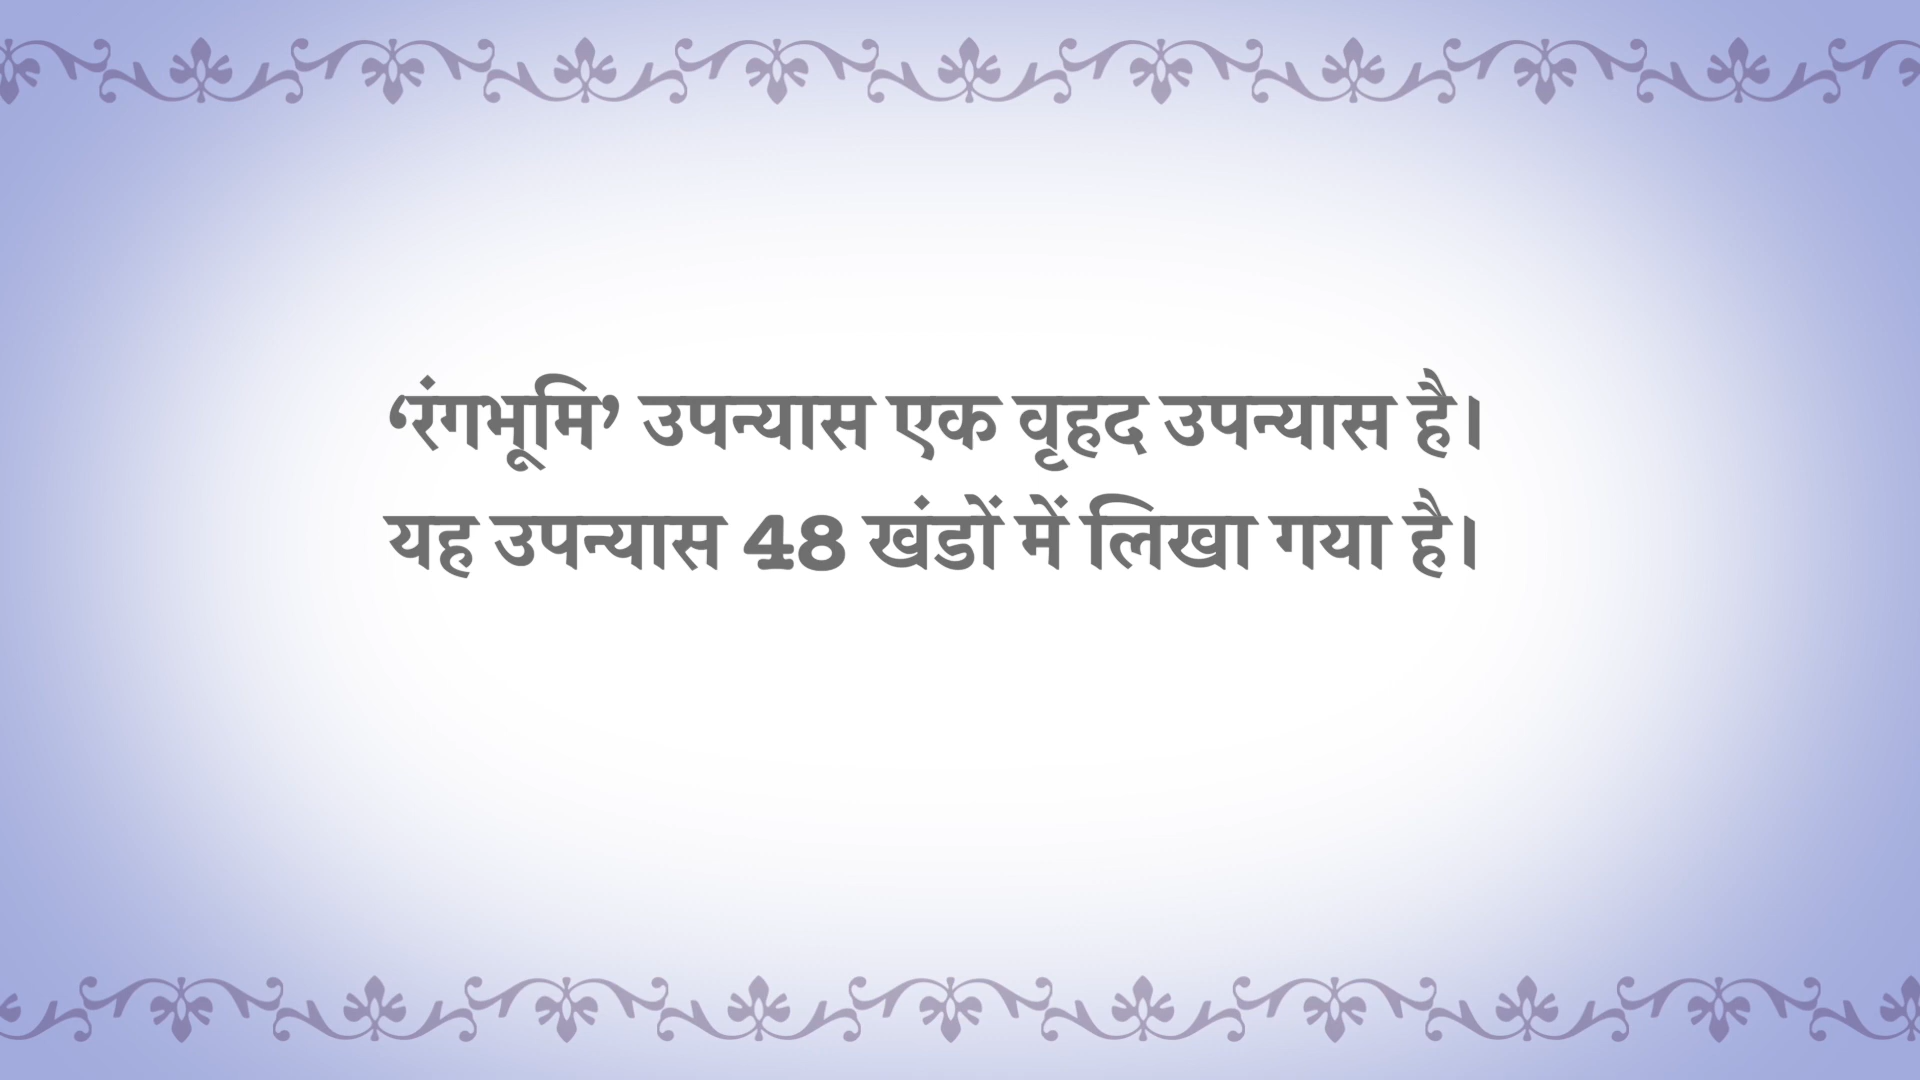 ‘रंगभूमि’ उपन्यास एक वृहद उपन्यास है।
यह उपन्यास 48 खंडों में लिखा गया है।